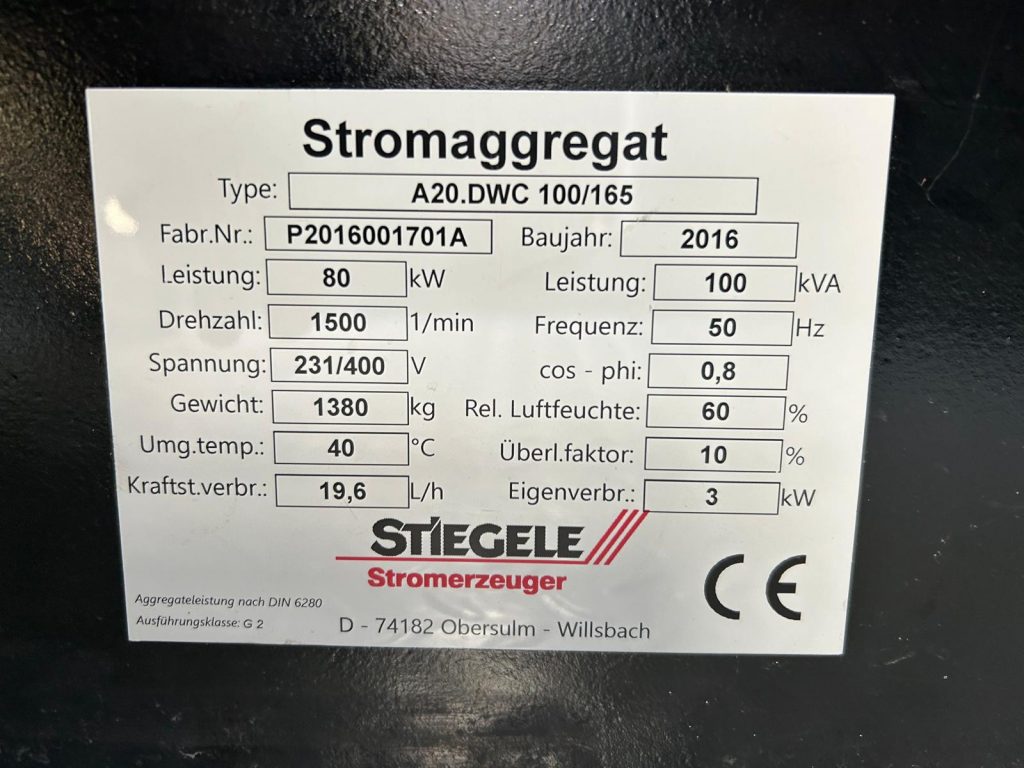 Stromaggregat
Type: A20.DWC 100/165
Fabr.Nr.: P2016001701A Baujahr: 2016
Leistung: 80 kW Leistung: 100 kVA
Drehzahl: 1500 1/min Frequenz: 50 Hz
Spannung: 231/400 V cos - phi: 0,8
Gewicht: 1380 kg Rel. Luftfeuchte: 60 %
Umg.temp.: 40 °C Überl.faktor: 10 %
Kraftst.verbr.: 19,6 L/h Eigenverbr.: 3 kW
STIEGELE
Stromerzeuger
CE
Aggregateleistung nach DIN 6280
Ausführungsklasse: G 2
D - 74182 Obersulm - Willsbach